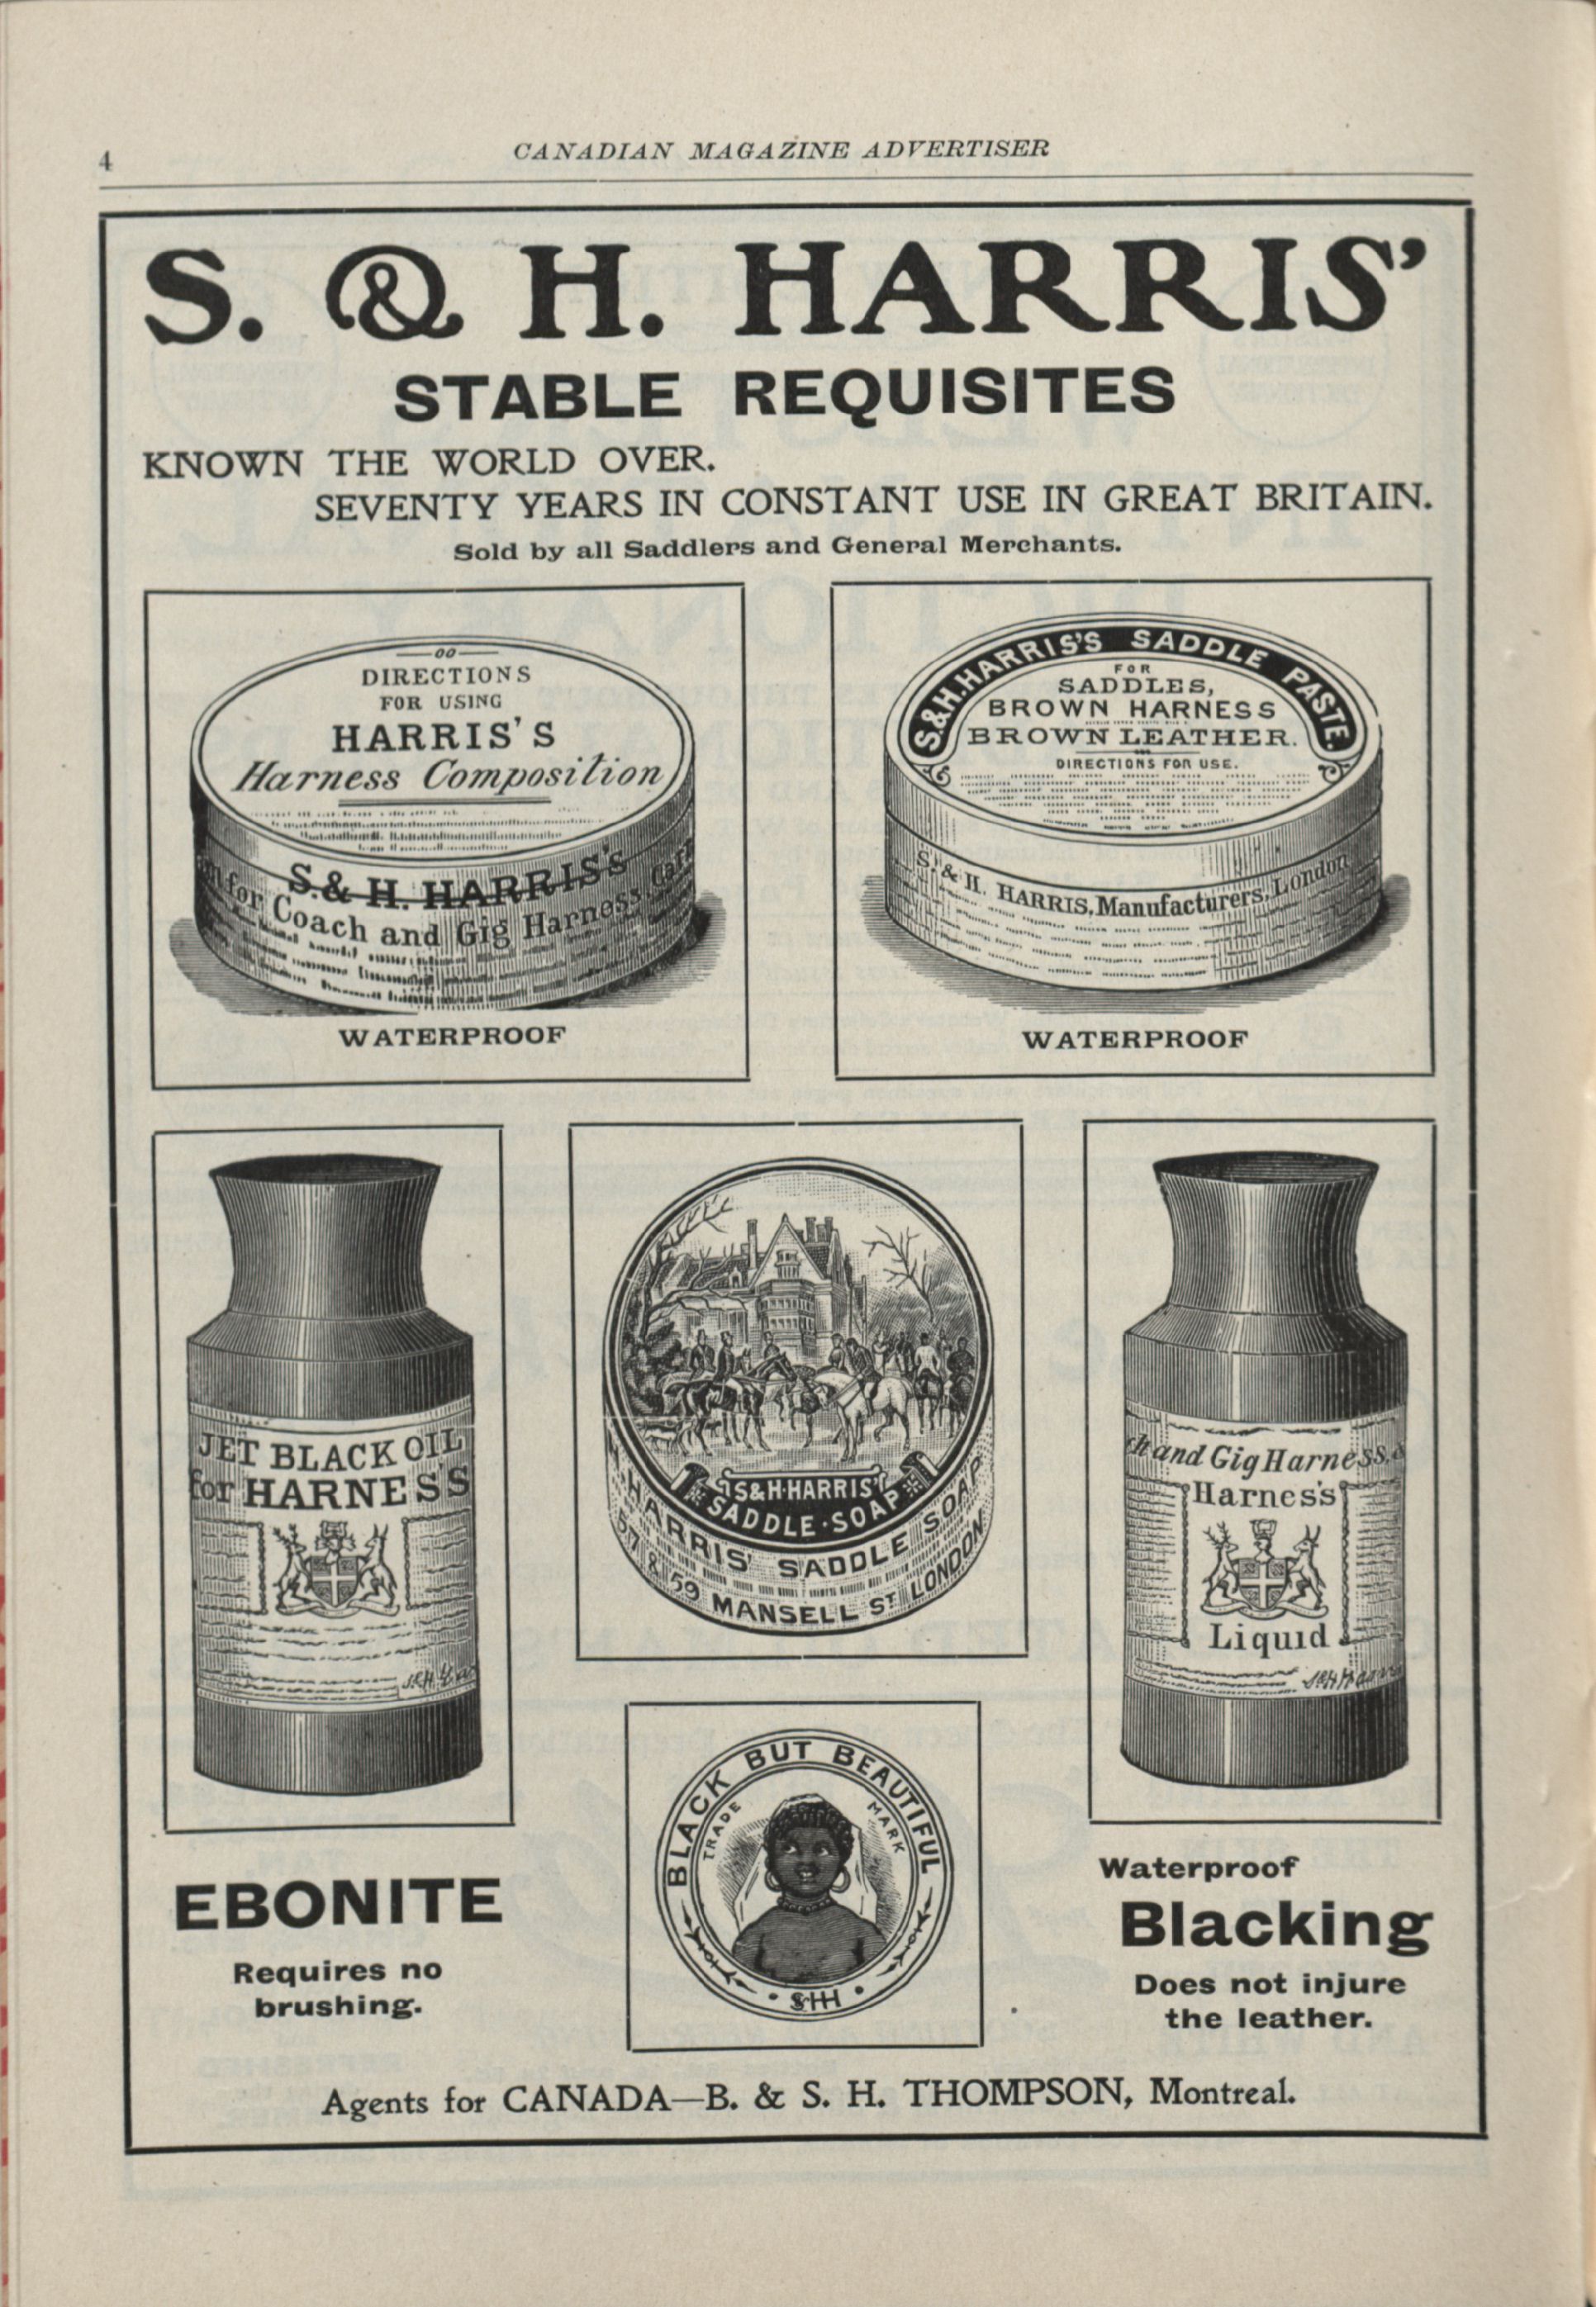 4
CANADIAN MAGAZINE ADVERTISER
S. & H. HARRIS'
STABLE REQUISITES
KNOWN THE WORLD OVER.
SEVENTY YEARS IN CONSTANT USE IN GREAT BRITAIN.
Sold by all Saddlers and General Merchants.
DIRECTIONS
FOR USING
HARRIS'S
Harness Composition
S. & H. HARRIS'S
for Coach and Gig Harness,
WATERPROOF
S.&H. HARRIS'S SADDLE PASTE.
FOR
SADDLES,
BROWN HARNESS
BROWN LEATHER.
DIRECTIONS FOR USE.
S. & H. HARRIS, Manufacturers, London
WATERPROOF
JET BLACK OIL
for HARNESS
S&H·HARRIS'
SADDLE·SOAP
HARRIS' SADDLE SOAP
57 & 59 MANSELL ST LONDON
and Gig Harness
Harness
Liquid
BLACK BUT BEAUTIFUL
TRADE MARK
S&H
EBONITE
Requires no
brushing.
Waterproof
Blacking
Does not injure
the leather.
Agents for CANADA—B. & S. H. THOMPSON, Montreal.